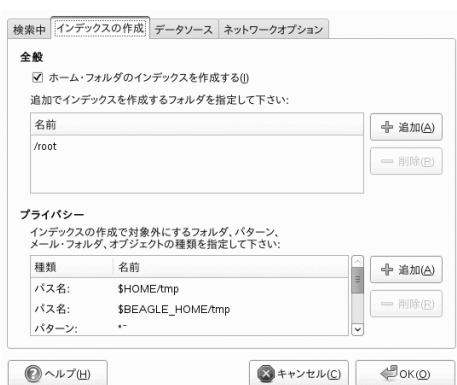 検索中 インデックスの作成 データソース ネットワークオプション
全般
ホーム・フォルダのインデックスを作成する(I)
追加でインデックスを作成するフォルダを指定して下さい:
名前
/root
追加(A)
削除(R)
プライバシー
インデックスの作成で対象外にするフォルダ、パターン、
メール・フォルダ、オブジェクトの種類を指定して下さい:
種類 名前
パス名: $HOME/tmp
パス名: $BEAGLE_HOME/tmp
パターン: *~
追加(A)
削除(R)
ヘルプ(H) キャンセル(C) OK(O)